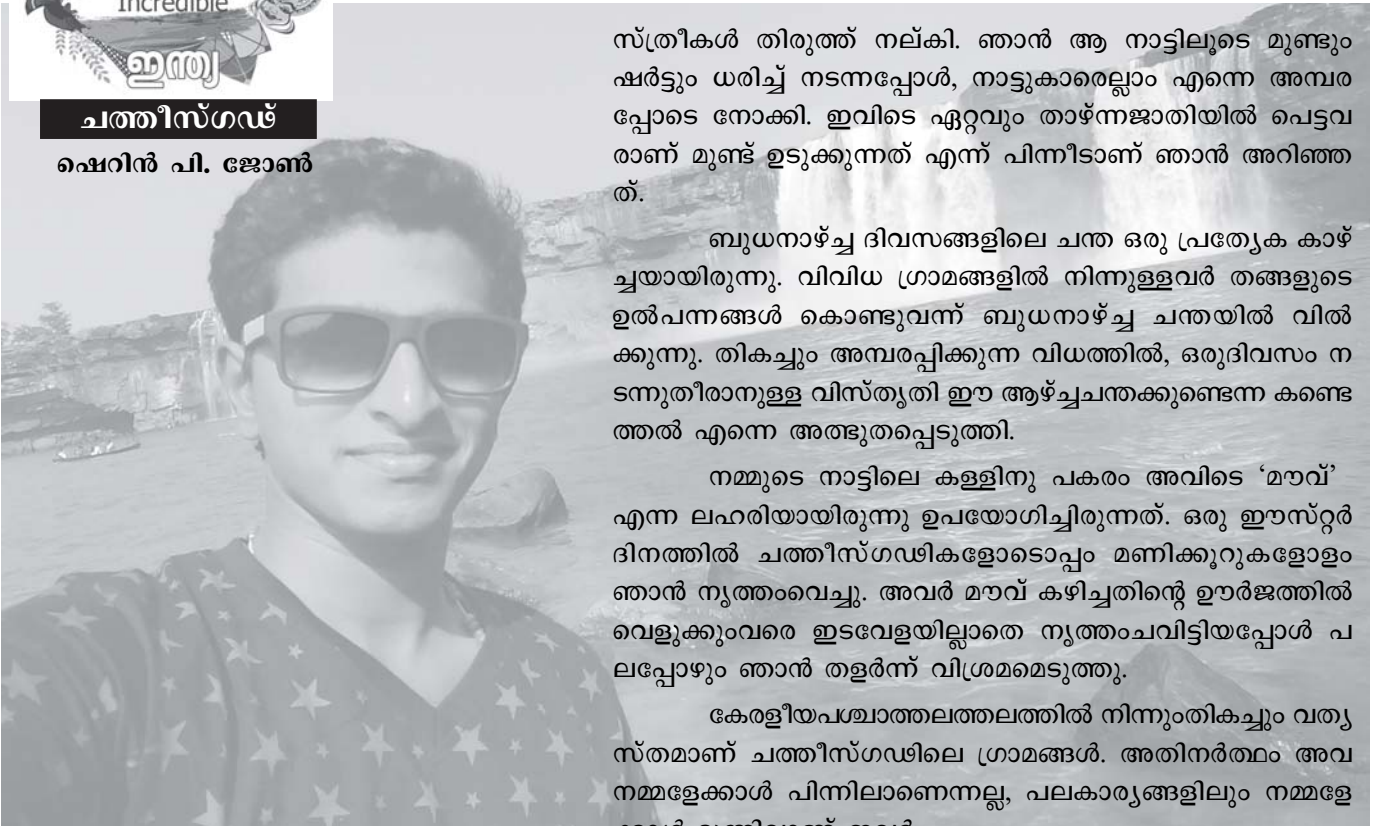 Incredible
ഇന്ത്യ
ചത്തീസ്ഗഢ്
ഷെറിൻ പി. ജോൺ
സ്ത്രീകൾ തിരുത്ത് നല്കി. ഞാൻ ആ നാട്ടിലൂടെ മുണ്ടും
ഷർട്ടും ധരിച്ച് നടന്നപ്പോൾ, നാട്ടുകാരെല്ലാം എന്നെ അമ്പര
പ്പോടെ നോക്കി. ഇവിടെ ഏറ്റവും താഴ്ന്നജാതിയിൽ പെട്ടവ
രാണ് മുണ്ട് ഉടുക്കുന്നത് എന്ന് പിന്നീടാണ് ഞാൻ അറിഞ്ഞ
ത്.
ബുധനാഴ്ച്ച ദിവസങ്ങളിലെ ചന്ത ഒരു പ്രത്യേക കാഴ്
ച്ചയായിരുന്നു. വിവിധ ഗ്രാമങ്ങളിൽ നിന്നുള്ളവർ തങ്ങളുടെ
ഉൽപന്നങ്ങൾ കൊണ്ടുവന്ന് ബുധനാഴ്ച്ച ചന്തയിൽ വിൽ
ക്കുന്നു. തികച്ചും അമ്പരപ്പിക്കുന്ന വിധത്തിൽ, ഒരുദിവസം ന
ടന്നുതീരാനുള്ള വിസ്തൃതി ഈ ആഴ്ച്ചചന്തക്കുണ്ടെന്ന കണ്ടെ
ത്തൽ എന്നെ അത്ഭുതപ്പെടുത്തി.
നമ്മുടെ നാട്ടിലെ കള്ളിനു പകരം അവിടെ ‘മൗവ്’
എന്ന ലഹരിയായിരുന്നു ഉപയോഗിച്ചിരുന്നത്. ഒരു ഈസ്റ്റർ
ദിനത്തിൽ ചത്തീസ്ഗഢികളോടൊപ്പം മണിക്കൂറുകളോളം
ഞാൻ നൃത്തംവെച്ചു. അവർ മൗവ് കഴിച്ചതിന്റെ ഊർജത്തിൽ
വെളുക്കുംവരെ ഇടവേളയില്ലാതെ നൃത്തംചവിട്ടിയപ്പോൾ പ
ലപ്പോഴും ഞാൻ തളർന്ന് വിശ്രമമെടുത്തു.
കേരളീയപശ്ചാത്തലത്തലത്തിൽ നിന്നുംതികച്ചും വത്യ
സ്തമാണ് ചത്തീസ്ഗഢിലെ ഗ്രാമങ്ങൾ. അതിനർത്ഥം അവ
നമ്മളേക്കാൾ പിന്നിലാണെന്നല്ല, പലകാര്യങ്ങളിലും നമ്മളേ